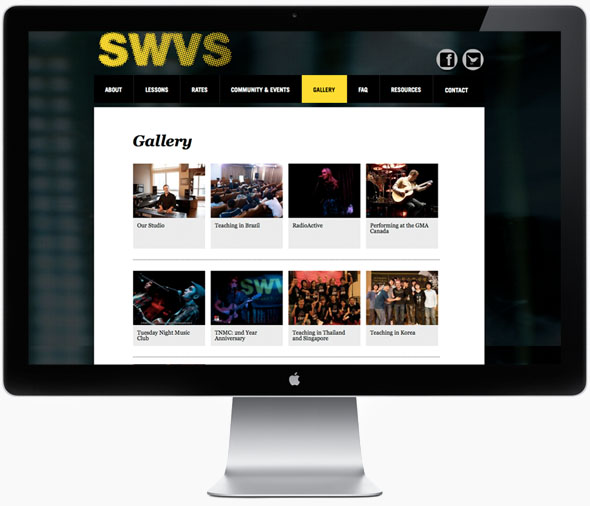 SWVS
ABOUT LESSONS RATES COMMUNITY & EVENTS GALLERY FAQ RESOURCES CONTACT
Gallery
Our Studio
Teaching in Brazil
RadioActive
Performing at the GMA
Canada
SWVS
Tuesday Night Music
Club
TNMC: 2nd Year
Anniversary
Teaching in Thailand
and Singapore
Teaching in Korea